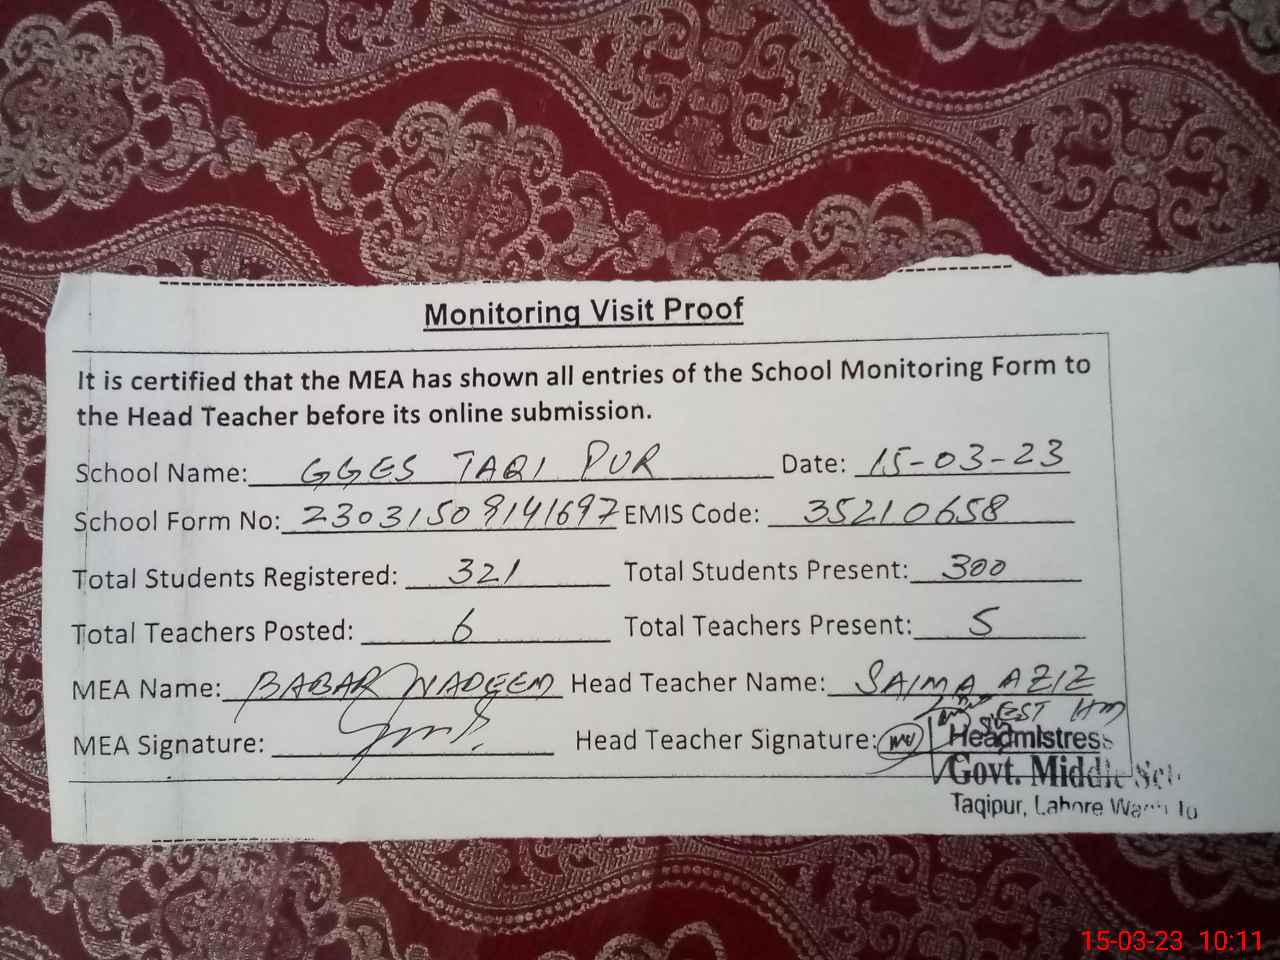 Monitoring Visit Proof
It is certified that the MEA has shown all entries of the School Monitoring Form to
the Head Teacher before its online submission.
School Name: GGES TAQI PUR Date: 15-03-23
School Form No: 23031509141697 EMIS Code: 35210658
Total Students Registered: 321 Total Students Present: 300
Total Teachers Posted: 6 Total Teachers Present: 5
MEA Name: BABAR NADEEM Head Teacher Name: SAIMA AZIZ
EST HM
MEA Signature: Head Teacher Signature:
Headmistress
Govt. Middle
Taqipur, Lahore
15-03-23 10:11